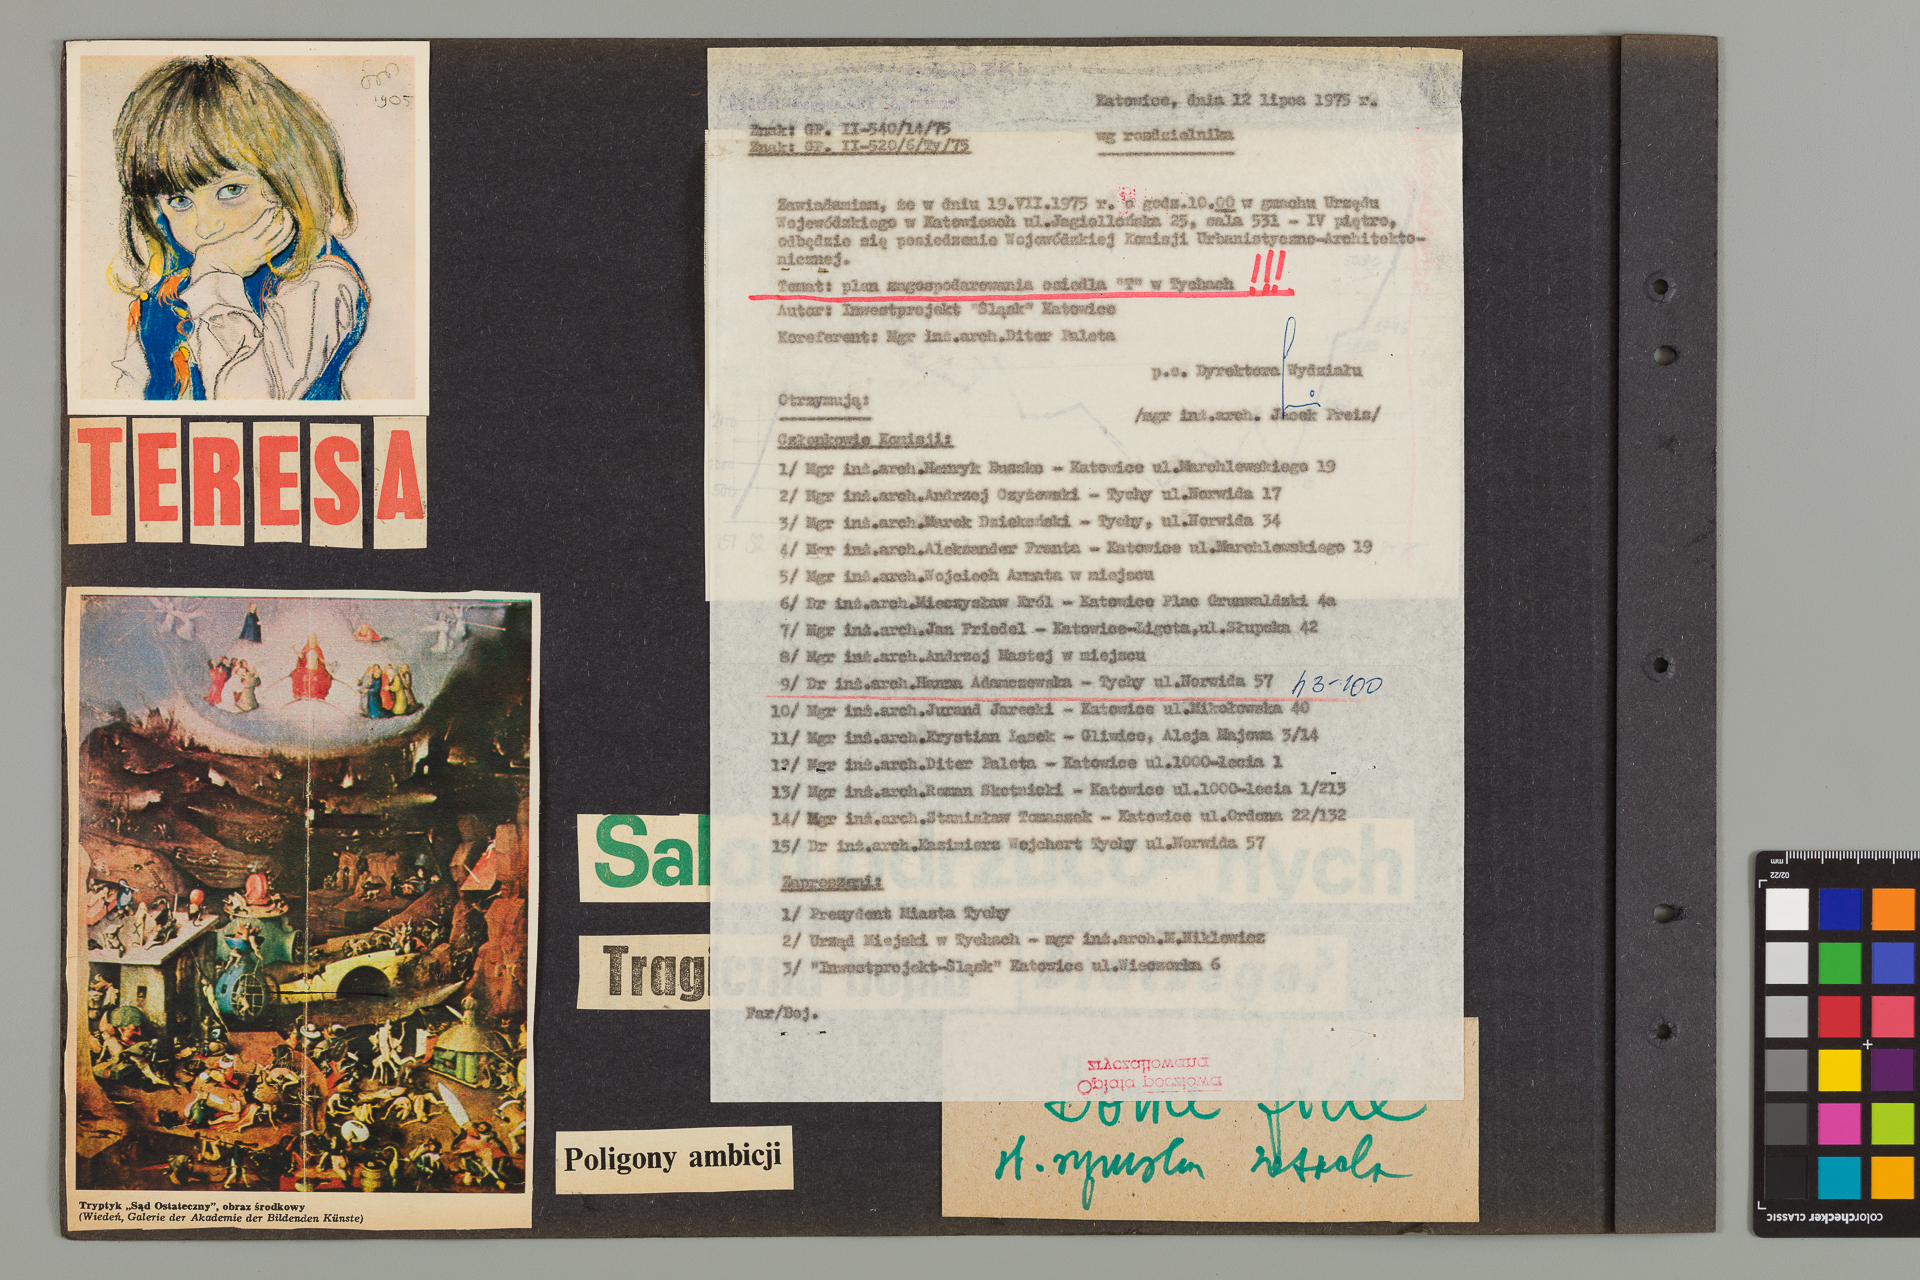 1905
TERESA
Tryptyk „Sąd Ostateczny”, obraz środkowy
(Wiedeń, Galerie der Akademie der Bildenden Künste)
Katowice, dnia 12 lipca 1975 r.
Znak: GP. II-540/14/75
Znak: GP. II-520/6/Ty/75
wg rozdzielnika
Zawiadamiam, że w dniu 19.VII.1975 r. o godz.10.00 w gmachu Urzędu
Wojewódzkiego w Katowicach ul.Jagiellońska 25, sala 531 - IV piętro,
odbędzie się posiedzenie Wojewódzkiej Komisji Urbanistyczno-Architekto-
nicznej.
Temat: plan zagospodarowania osiedla "T" w Tychach !!!
Autor: Inwestprojekt "Śląsk" Katowice
Koreferent: Mgr inż.arch.Diter Paleta
p.o. Dyrektora Wydziału
/mgr inż.arch. Jacek Preis/
Otrzymują:
Członkowie Komisji:
1/ Mgr inż.arch.Henryk Buszko - Katowice ul.Marchlewskiego 19
2/ Mgr inż.arch.Andrzej Czyżewski - Tychy ul.Norwida 17
3/ Mgr inż.arch.Marek Dziekoński - Tychy, ul.Norwida 34
4/ Mgr inż.arch.Aleksander Franta - Katowice ul.Marchlewskiego 19
5/ Mgr inż.arch.Wojciech Armata w miejscu
6/ Dr inż.arch.Mieczysław Król - Katowice Plac Grunwaldzki 4a
7/ Mgr inż.arch.Jan Friedel - Katowice-Ligota,ul.Słupska 42
8/ Mgr inż.arch.Andrzej Mastej w miejscu
9/ Dr inż.arch.Hanna Adamczewska - Tychy ul.Norwida 57 43-100
10/ Mgr inż.arch.Jurand Jarecki - Katowice ul.Mikołowska 40
11/ Mgr inż.arch.Krystian Lasek - Gliwice, Aleja Majowa 3/14
12/ Mgr inż.arch.Diter Paleta - Katowice ul.1000-lecia 1
13/ Mgr inż.arch.Roman Skotnicki - Katowice ul.1000-lecia 1/213
14/ Mgr inż.arch.Stanisław Tomaszek - Katowice ul.Ordona 22/132
15/ Dr inż.arch.Kazimierz Wejchert Tychy ul.Norwida 57
Zaproszeni:
1/ Prezydent Miasta Tychy
2/ Urząd Miejski w Tychach - mgr inż.arch.M.Niklewicz
3/ "Inwestprojekt-Śląsk" Katowice ul.Wieczorka 6
Far/Boj.
Opłata pocztowa
zryczałtowana
Poligony ambicji
colorchecker CLASSIC
mm
02/22